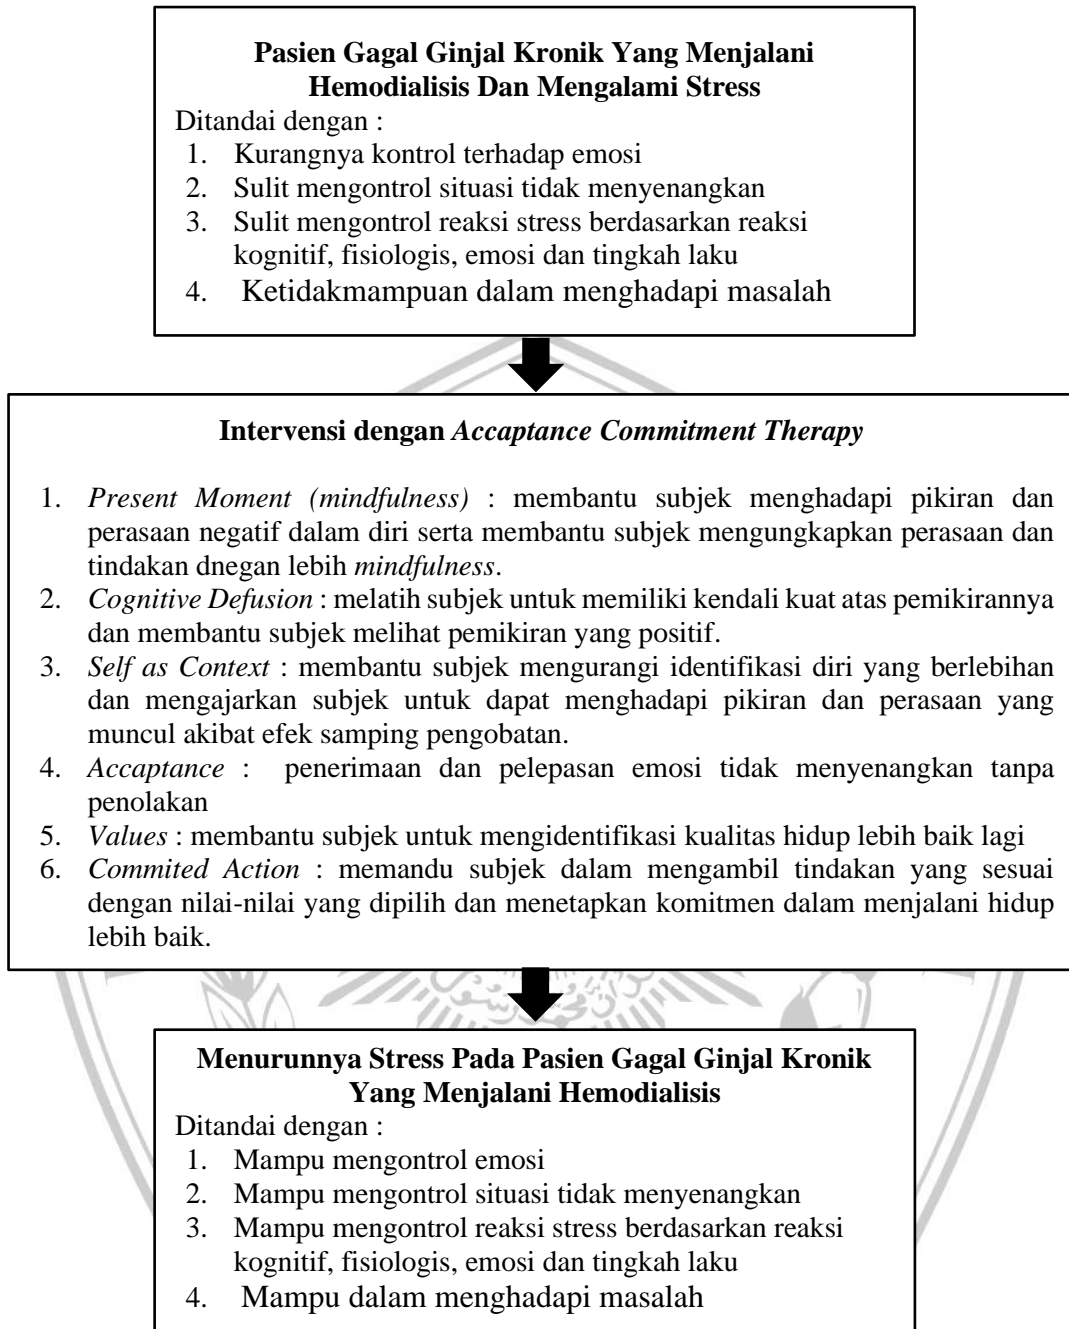 Pasien Gagal Ginjal Kronik Yang Menjalani
Hemodialisis Dan Mengalami Stress
Ditandai dengan :
1. Kurangnya kontrol terhadap emosi
2. Sulit mengontrol situasi tidak menyenangkan
3. Sulit mengontrol reaksi stress berdasarkan reaksi
kognitif, fisiologis, emosi dan tingkah laku
4. Ketidakmampuan dalam menghadapi masalah
Intervensi dengan Accaptance Commitment Therapy
1. Present Moment (mindfulness) : membantu subjek menghadapi pikiran dan
perasaan negatif dalam diri serta membantu subjek mengungkapkan perasaan dan
tindakan dnegan lebih mindfulness.
2. Cognitive Defusion : melatih subjek untuk memiliki kendali kuat atas pemikirannya
dan membantu subjek melihat pemikiran yang positif.
3. Self as Context : membantu subjek mengurangi identifikasi diri yang berlebihan
dan mengajarkan subjek untuk dapat menghadapi pikiran dan perasaan yang
muncul akibat efek samping pengobatan.
4. Accaptance : penerimaan dan pelepasan emosi tidak menyenangkan tanpa
penolakan
5. Values : membantu subjek untuk mengidentifikasi kualitas hidup lebih baik lagi
6. Commited Action : memandu subjek dalam mengambil tindakan yang sesuai
dengan nilai-nilai yang dipilih dan menetapkan komitmen dalam menjalani hidup
lebih baik.
Menurunnya Stress Pada Pasien Gagal Ginjal Kronik
Yang Menjalani Hemodialisis
Ditandai dengan :
1. Mampu mengontrol emosi
2. Mampu mengontrol situasi tidak menyenangkan
3. Mampu mengontrol reaksi stress berdasarkan reaksi
kognitif, fisiologis, emosi dan tingkah laku
4. Mampu dalam menghadapi masalah